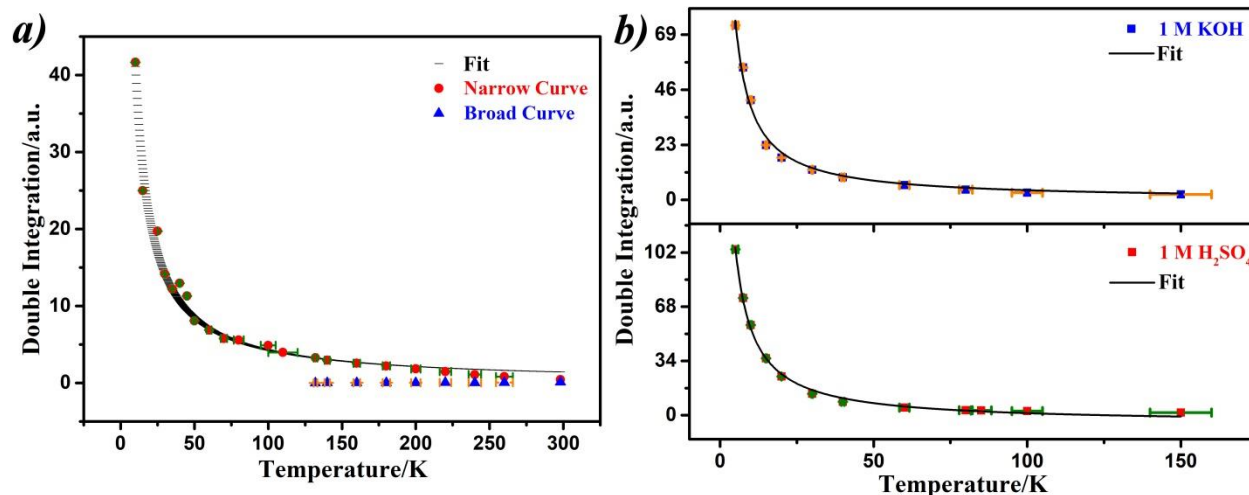 a)
Double Integration/a.u.
40
30
20
10
0
Fit
Narrow Curve
Broad Curve
0 50 100 150 200 250 300
Temperature/K
b)
Double Integration/a.u.
69
46
23
0
1 M KOH
Fit
102
68
34
0
1 M H₂SO₄
Fit
0 50 100 150
Temperature/K